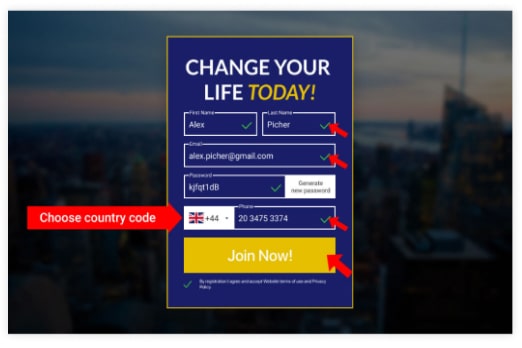 CHANGE YOUR
LIFE TODAY!
First Name
Last Name
Alex
Picher
Email
alex.picher@gmail.com
Password
kjfqt1dB
Generate
new password
Choose country code
Phone
+44
20 3475 3374
Join Now!
By registration I agree and accept Website terms of use and Privacy
Policy